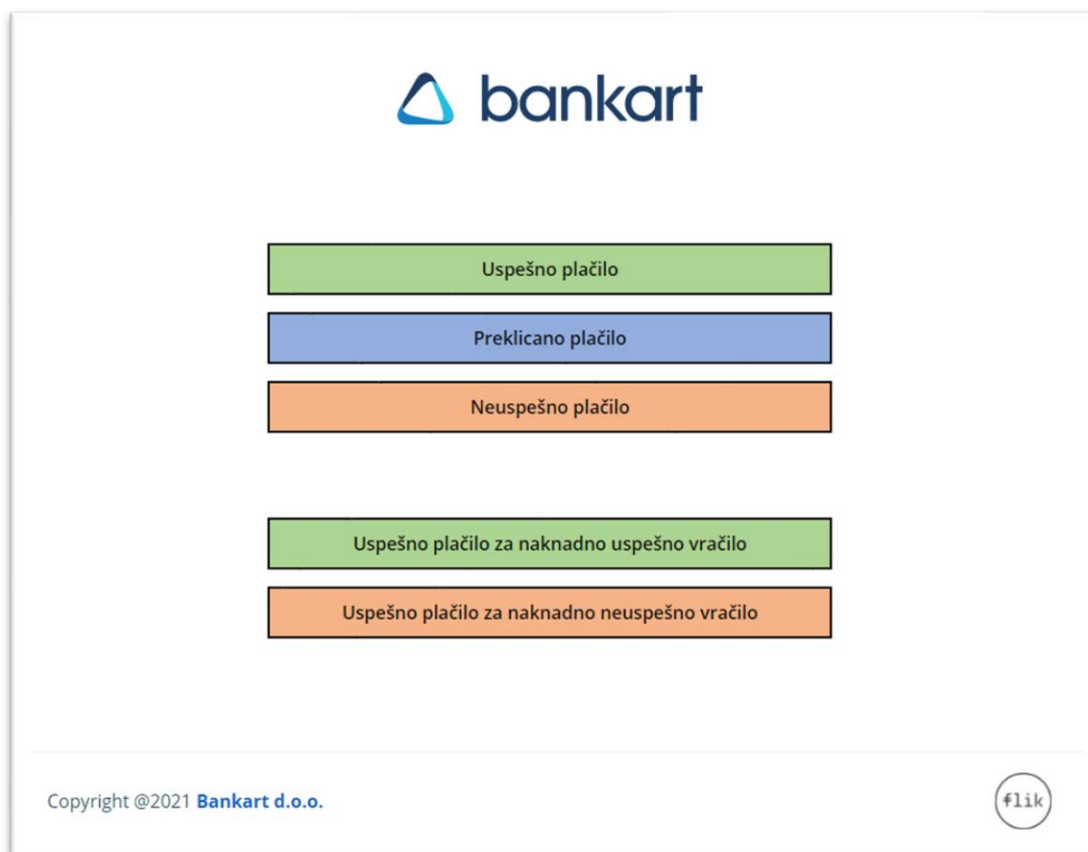 bankart
Uspešno plačilo
Preklicano plačilo
Neuspešno plačilo
Uspešno plačilo za naknadno uspešno vračilo
Uspešno plačilo za naknadno neuspešno vračilo
Copyright @2021 Bankart d.o.o.
flik